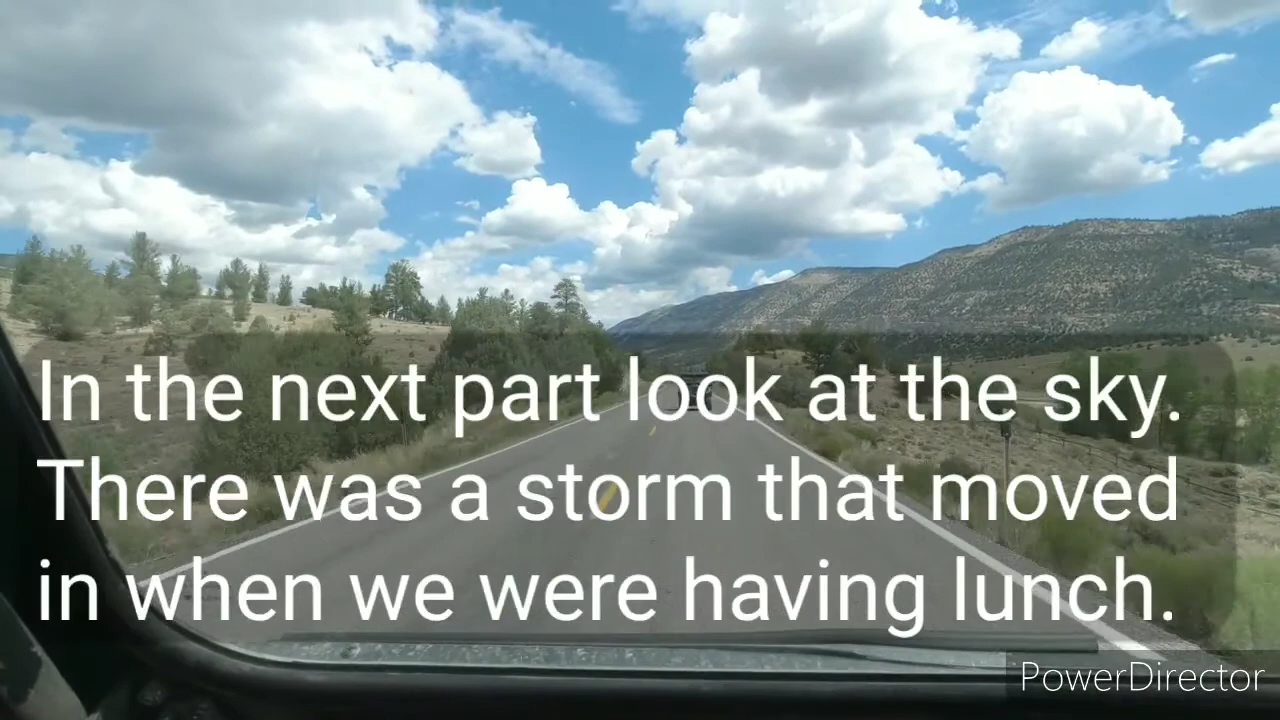 In the next part look at the sky.
There was a storm that moved
in when we were having lunch.
PowerDirector